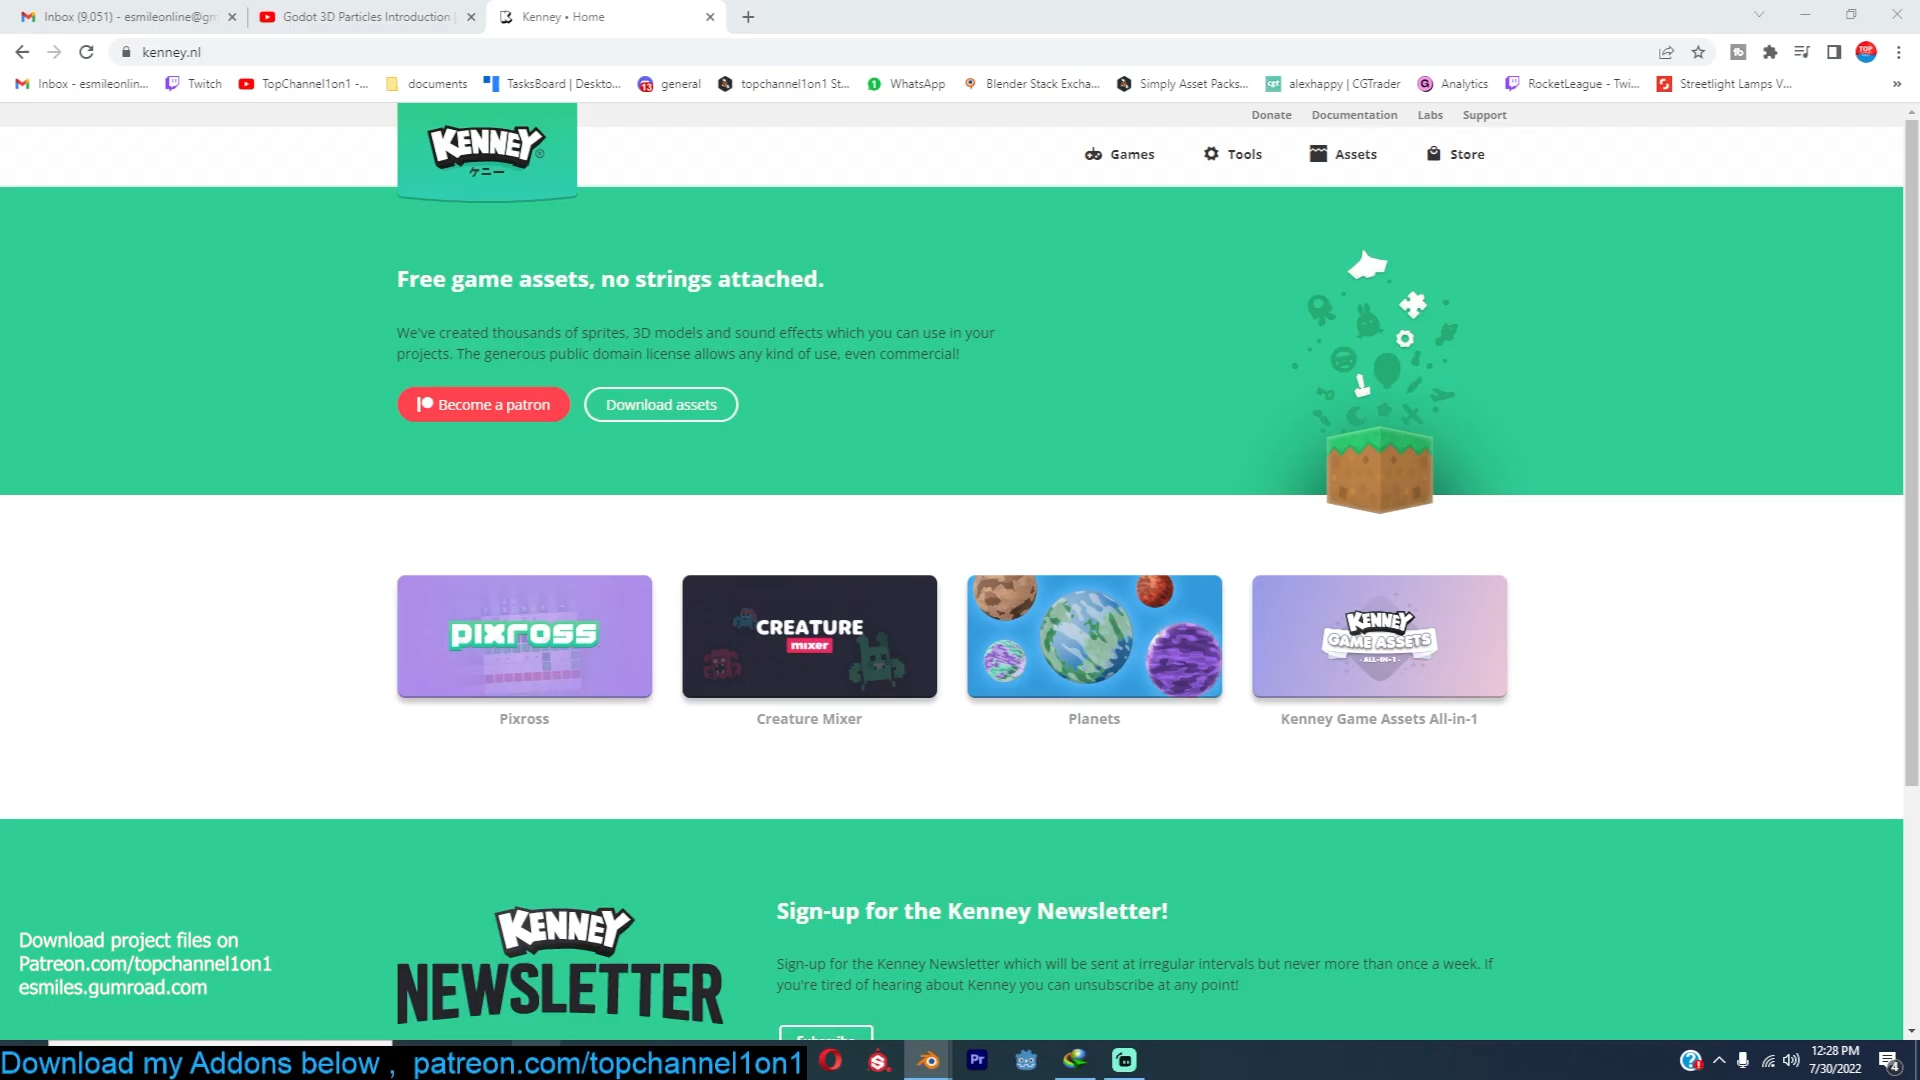 Inbox (9,051) - esmileonline@gm
Godot 3D Particles Introduction |
Kenney • Home
kenney.nl
Inbox - esmileonlin...
Twitch
TopChannel1on1 -...
documents
TasksBoard | Deskto...
13
general
topchannel1on1 St...
1
WhatsApp
Blender Stack Excha...
Simply Asset Packs...
cgt
alexhappy | CGTrader
G
Analytics
RocketLeague - Twi...
Streetlight Lamps V...
»
TOP
Donate
Documentation
Labs
Support
KENNEY®
ケニー
Games
Tools
Assets
Store
Free game assets, no strings attached.
We've created thousands of sprites, 3D models and sound effects which you can use in your
projects. The generous public domain license allows any kind of use, even commercial!
Become a patron
Download assets
PIXROSS
CREATURE
mixer
KENNEY
GAME ASSETS
- ALL-IN-1 -
Pixross
Creature Mixer
Planets
Kenney Game Assets All-in-1
KENNEY
NEWSLETTER
Sign-up for the Kenney Newsletter!
Sign-up for the Kenney Newsletter which will be sent at irregular intervals but never more than once a week. If
you're tired of hearing about Kenney you can unsubscribe at any point!
Subscribe
Download project files on
Patreon.com/topchannel1on1
esmiles.gumroad.com
Download my Addons below , patreon.com/topchannel1on1
Pr
12:28 PM
7/30/2022
4